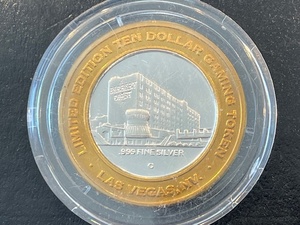 LIMITED EDITION TEN DOLLAR GAMING TOKEN
.999 FINE SILVER
G
LAS VEGAS, NV.